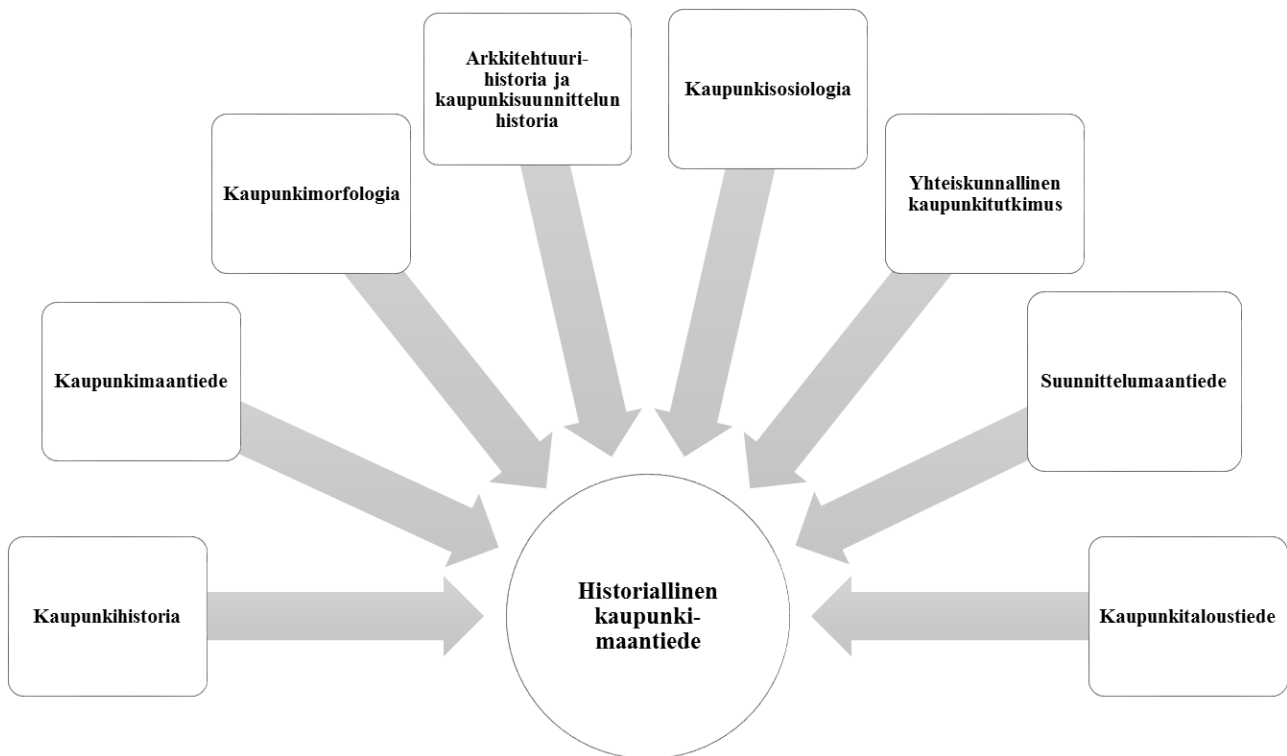 Arkkitehtuuri-
historia ja
kaupunkisuunnittelun
historia
Kaupunkisosiologia
Kaupunkimorfologia
Yhteiskunnallinen
kaupunkitutkimus
Kaupunkimaantiede
Suunnittelumaantiede
Kaupunkihistoria
Historiallinen
kaupunki-
maantiede
Kaupunkitaloustiede